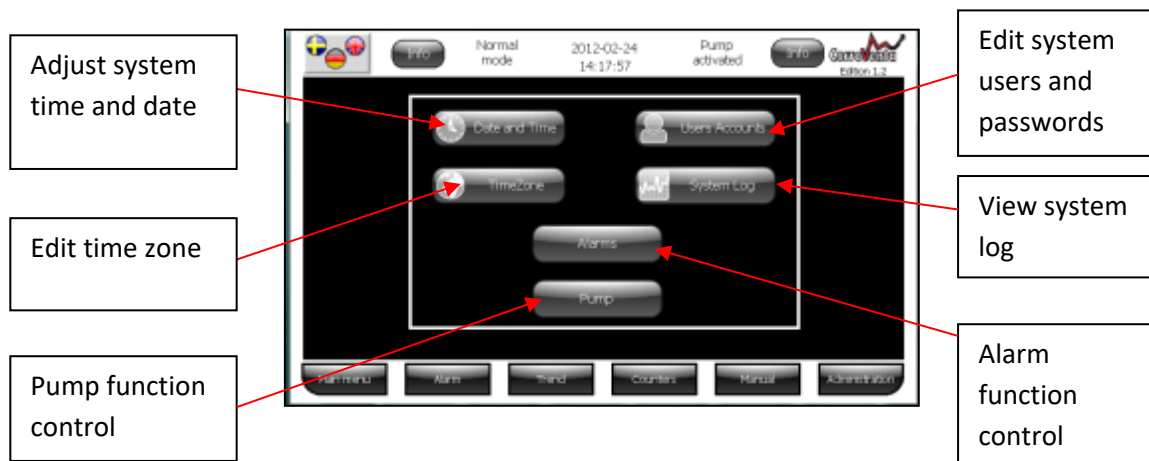 Adjust system
time and date
Edit time zone
Pump function
control
Info
Normal
mode
2012-02-24
14:17:57
Pump
activated
Info
CorroVenta
Edition 1.2
Date and Time
Users Accounts
TimeZone
System Log
Alarms
Pump
Main menu
Alarm
Trend
Counters
Manual
Administration
Edit system
users and
passwords
View system
log
Alarm
function
control